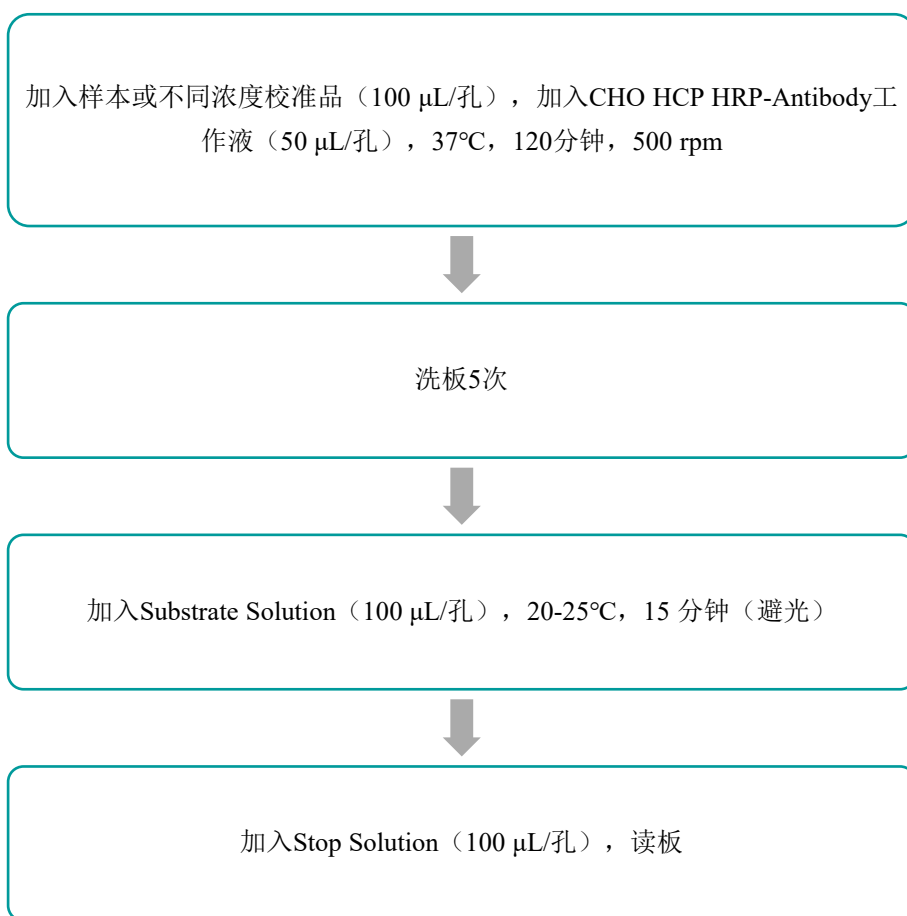 加入样本或不同浓度校准品（100 μL/孔），加入CHO HCP HRP-Antibody工
作液（50 μL/孔），37℃，120分钟，500 rpm
洗板5次
加入Substrate Solution（100 μL/孔），20-25℃，15 分钟（避光）
加入Stop Solution（100 μL/孔），读板